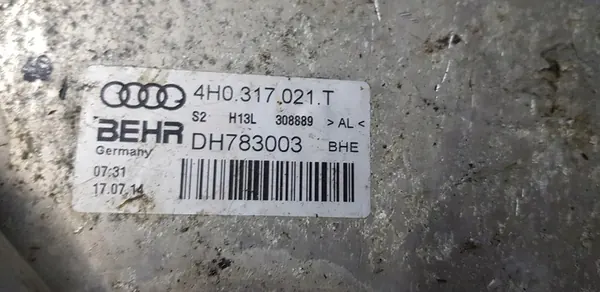 4H0.317.021.T
S2 H13L 308889 >AL<
BEHR DH783003 BHE
Germany
07:31
17.07.14